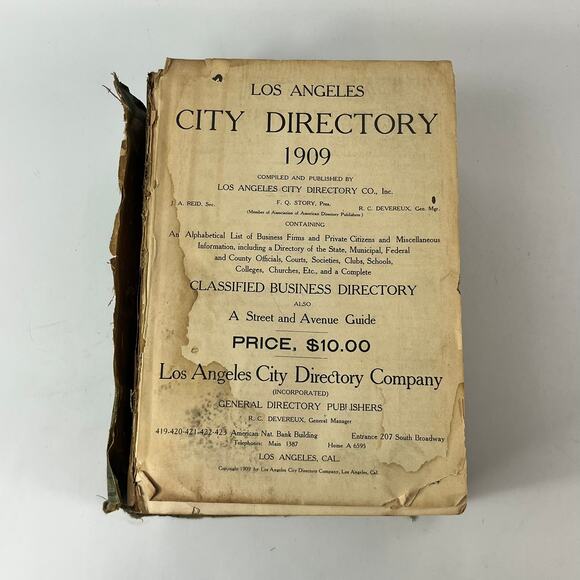 LOS ANGELES
CITY DIRECTORY
1909
COMPILED AND PUBLISHED BY
LOS ANGELES CITY DIRECTORY CO., Inc.
J. A. REID, Sec. F. Q. STORY, Pres. R. C. DEVEREUX, Gen. Mgr.
(Member of Association of American Directory Publishers)
CONTAINING
An Alphabetical List of Business Firms and Private Citizens and Miscellaneous
Information, including a Directory of the State, Municipal, Federal
and County Officials, Courts, Societies, Clubs, Schools,
Colleges, Churches, Etc., and a Complete
CLASSIFIED BUSINESS DIRECTORY
ALSO
A Street and Avenue Guide
PRICE, $10.00
Los Angeles City Directory Company
(INCORPORATED)
GENERAL DIRECTORY PUBLISHERS
R. C. DEVEREUX, General Manager
419-420-421-422-423 American Nat. Bank Building Entrance 207 South Broadway
Telephones: Main 1387 Home A 6595
LOS ANGELES, CAL.
Copyright 1909 by Los Angeles City Directory Company, Los Angeles, Cal.